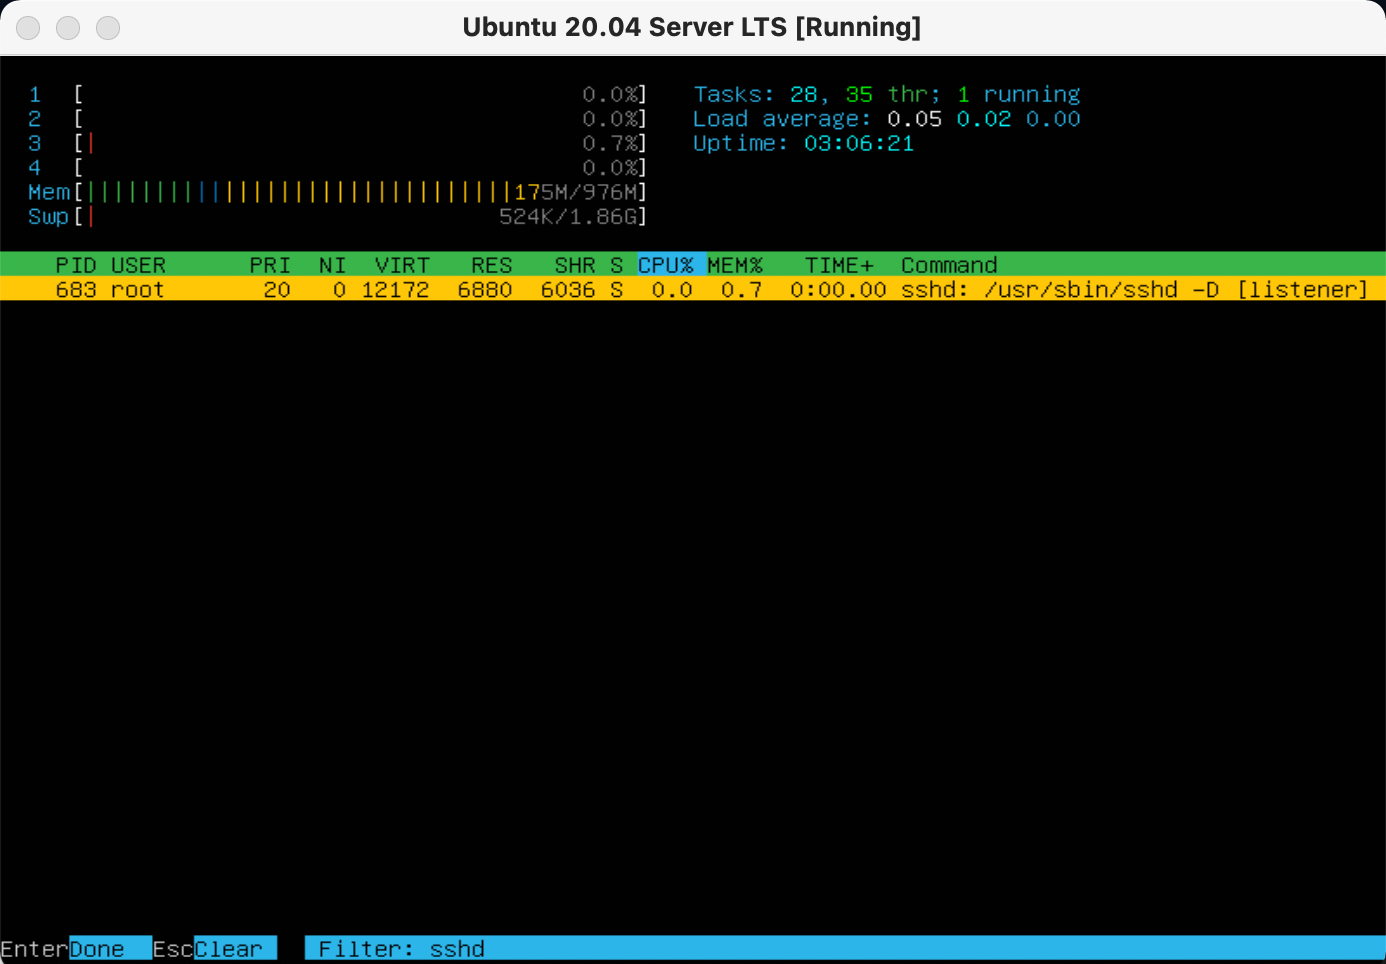 Ubuntu 20.04 Server LTS [Running]
1 [ 0.0%] Tasks: 28, 35 thr; 1 running
2 [ 0.0%] Load average: 0.05 0.02 0.00
3 [| 0.7%] Uptime: 03:06:21
4 [ 0.0%]
Mem[|||||||||||||||||||||||||||||||175M/976M]
Swp[| 524K/1.86G]
PID USER PRI NI VIRT RES SHR S CPU% MEM% TIME+ Command
683 root 20 0 12172 6880 6036 S 0.0 0.7 0:00.00 sshd: /usr/sbin/sshd -D [listener]
EnterDone EscClear Filter: sshd